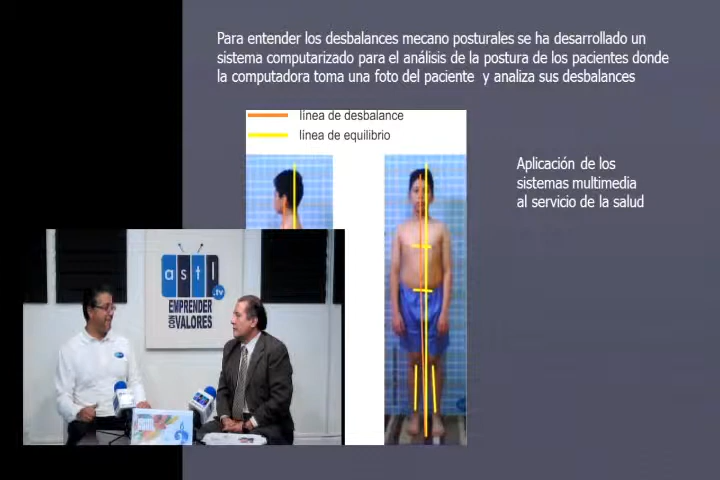 Para entender los desbalances mecano posturales se ha desarrollado un
sistema computarizado para el análisis de la postura de los pacientes donde
la computadora toma una foto del paciente y analiza sus desbalances
línea de desbalance
línea de equilibrio
Aplicación de los
sistemas multimedia
al servicio de la salud
astl
.tv
EMPRENDER
CON VALORES